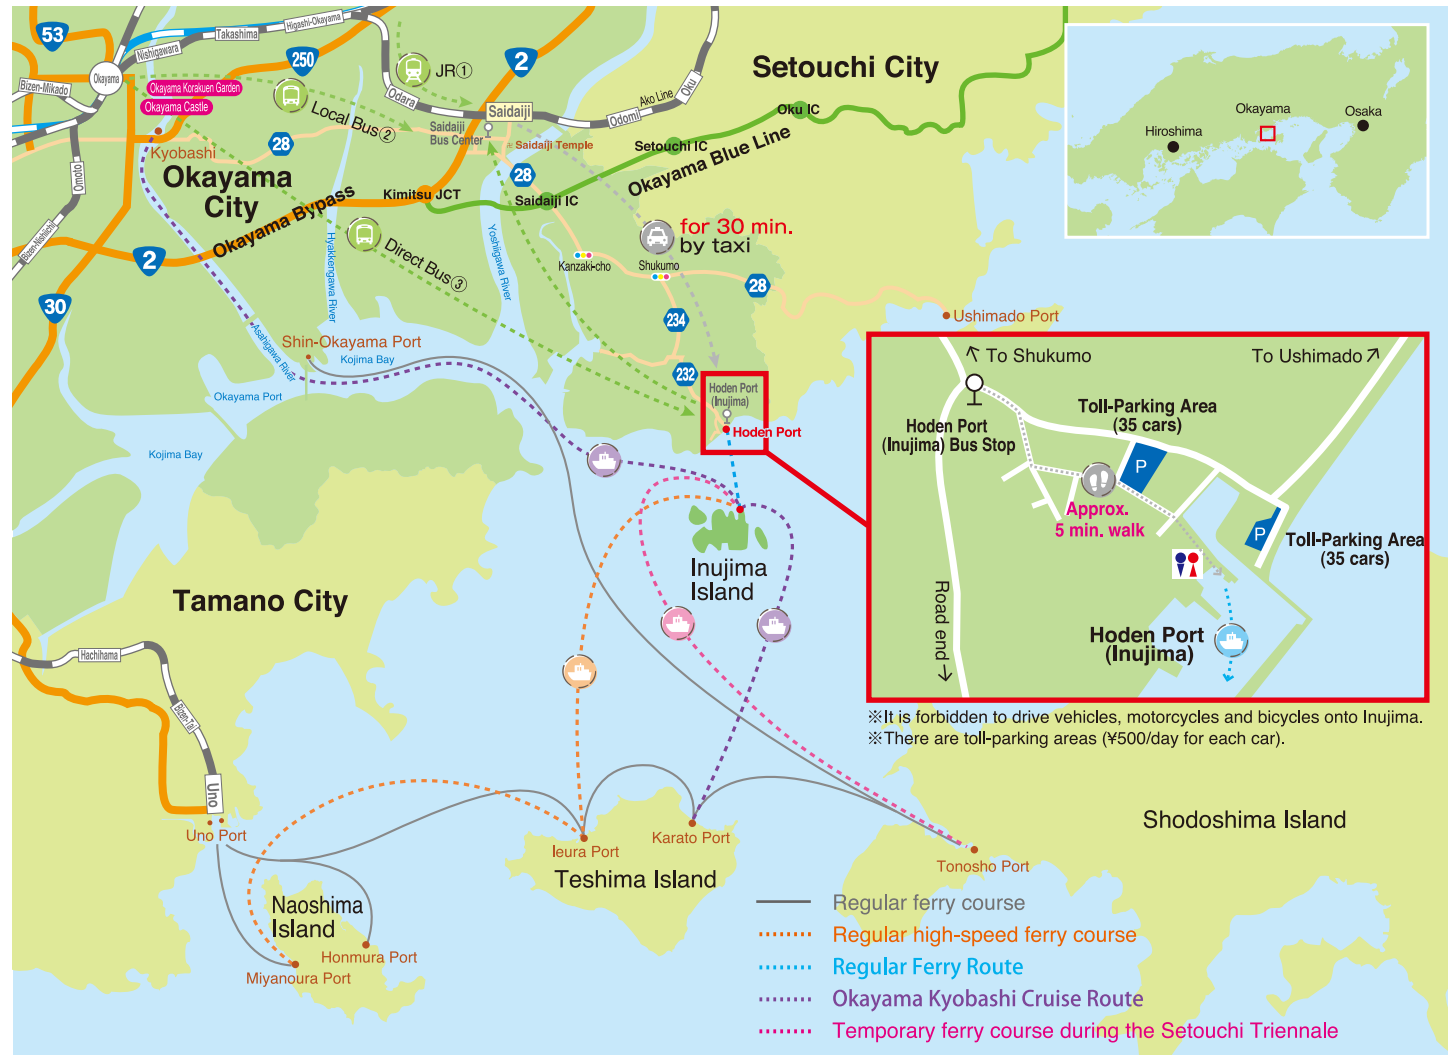 53
Nishigawara
Takashima
Higashi-Okayama
250
2
JR①
Setouchi City
Okayama
Bizen-Mikado
Okayama Korakuen Garden
Okayama Castle
Local Bus②
Odara
Saidaiji
Ako Line
Oku
Odomi
Oku IC
Saidaiji
Bus Center
Saidaiji Temple
Setouchi IC
Okayama Blue Line
Kyobashi
28
28
Omoto
Okayama
City
Kimitsu JCT
Saidaiji IC
Okayama Bypass
Bizen-Nishiichi
2
Hyakkengawa River
Direct Bus③
Yoshiigawa River
for 30 min.
by taxi
Kanzaki-cho
Shukumo
28
30
234
Ushimado Port
Asahigawa River
Shin-Okayama Port
Kojima Bay
232
Okayama Port
Hoden Port
(Inujima)
Hoden Port
Kojima Bay
Okayama
Osaka
Hiroshima
To Shukumo
To Ushimado
Toll-Parking Area
(35 cars)
Hoden Port
(Inujima) Bus Stop
P
Approx.
5 min. walk
P
Toll-Parking Area
(35 cars)
Road end
Hoden Port
(Inujima)
※It is forbidden to drive vehicles, motorcycles and bicycles onto Inujima.
※There are toll-parking areas (¥500/day for each car).
Inujima
Island
Tamano City
Hachihama
Bizen-Tai
Uno
Uno Port
Ieura Port
Karato Port
Teshima Island
Tonosho Port
Shodoshima Island
Naoshima
Island
Honmura Port
Miyanoura Port
Regular ferry course
Regular high-speed ferry course
Regular Ferry Route
Okayama Kyobashi Cruise Route
Temporary ferry course during the Setouchi Triennale